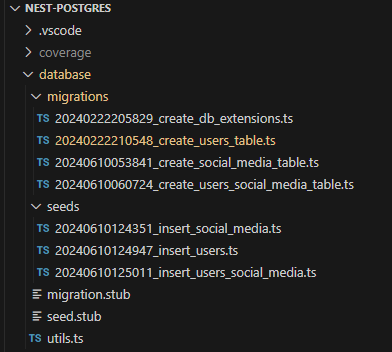 NEST-POSTGRES
.vscode
coverage
database
migrations
TS 20240222205829_create_db_extensions.ts
TS 20240222210548_create_users_table.ts
TS 20240610053841_create_social_media_table.ts
TS 20240610060724_create_users_social_media_table.ts
seeds
TS 20240610124351_insert_social_media.ts
TS 20240610124947_insert_users.ts
TS 20240610125011_insert_users_social_media.ts
migration.stub
seed.stub
TS utils.ts